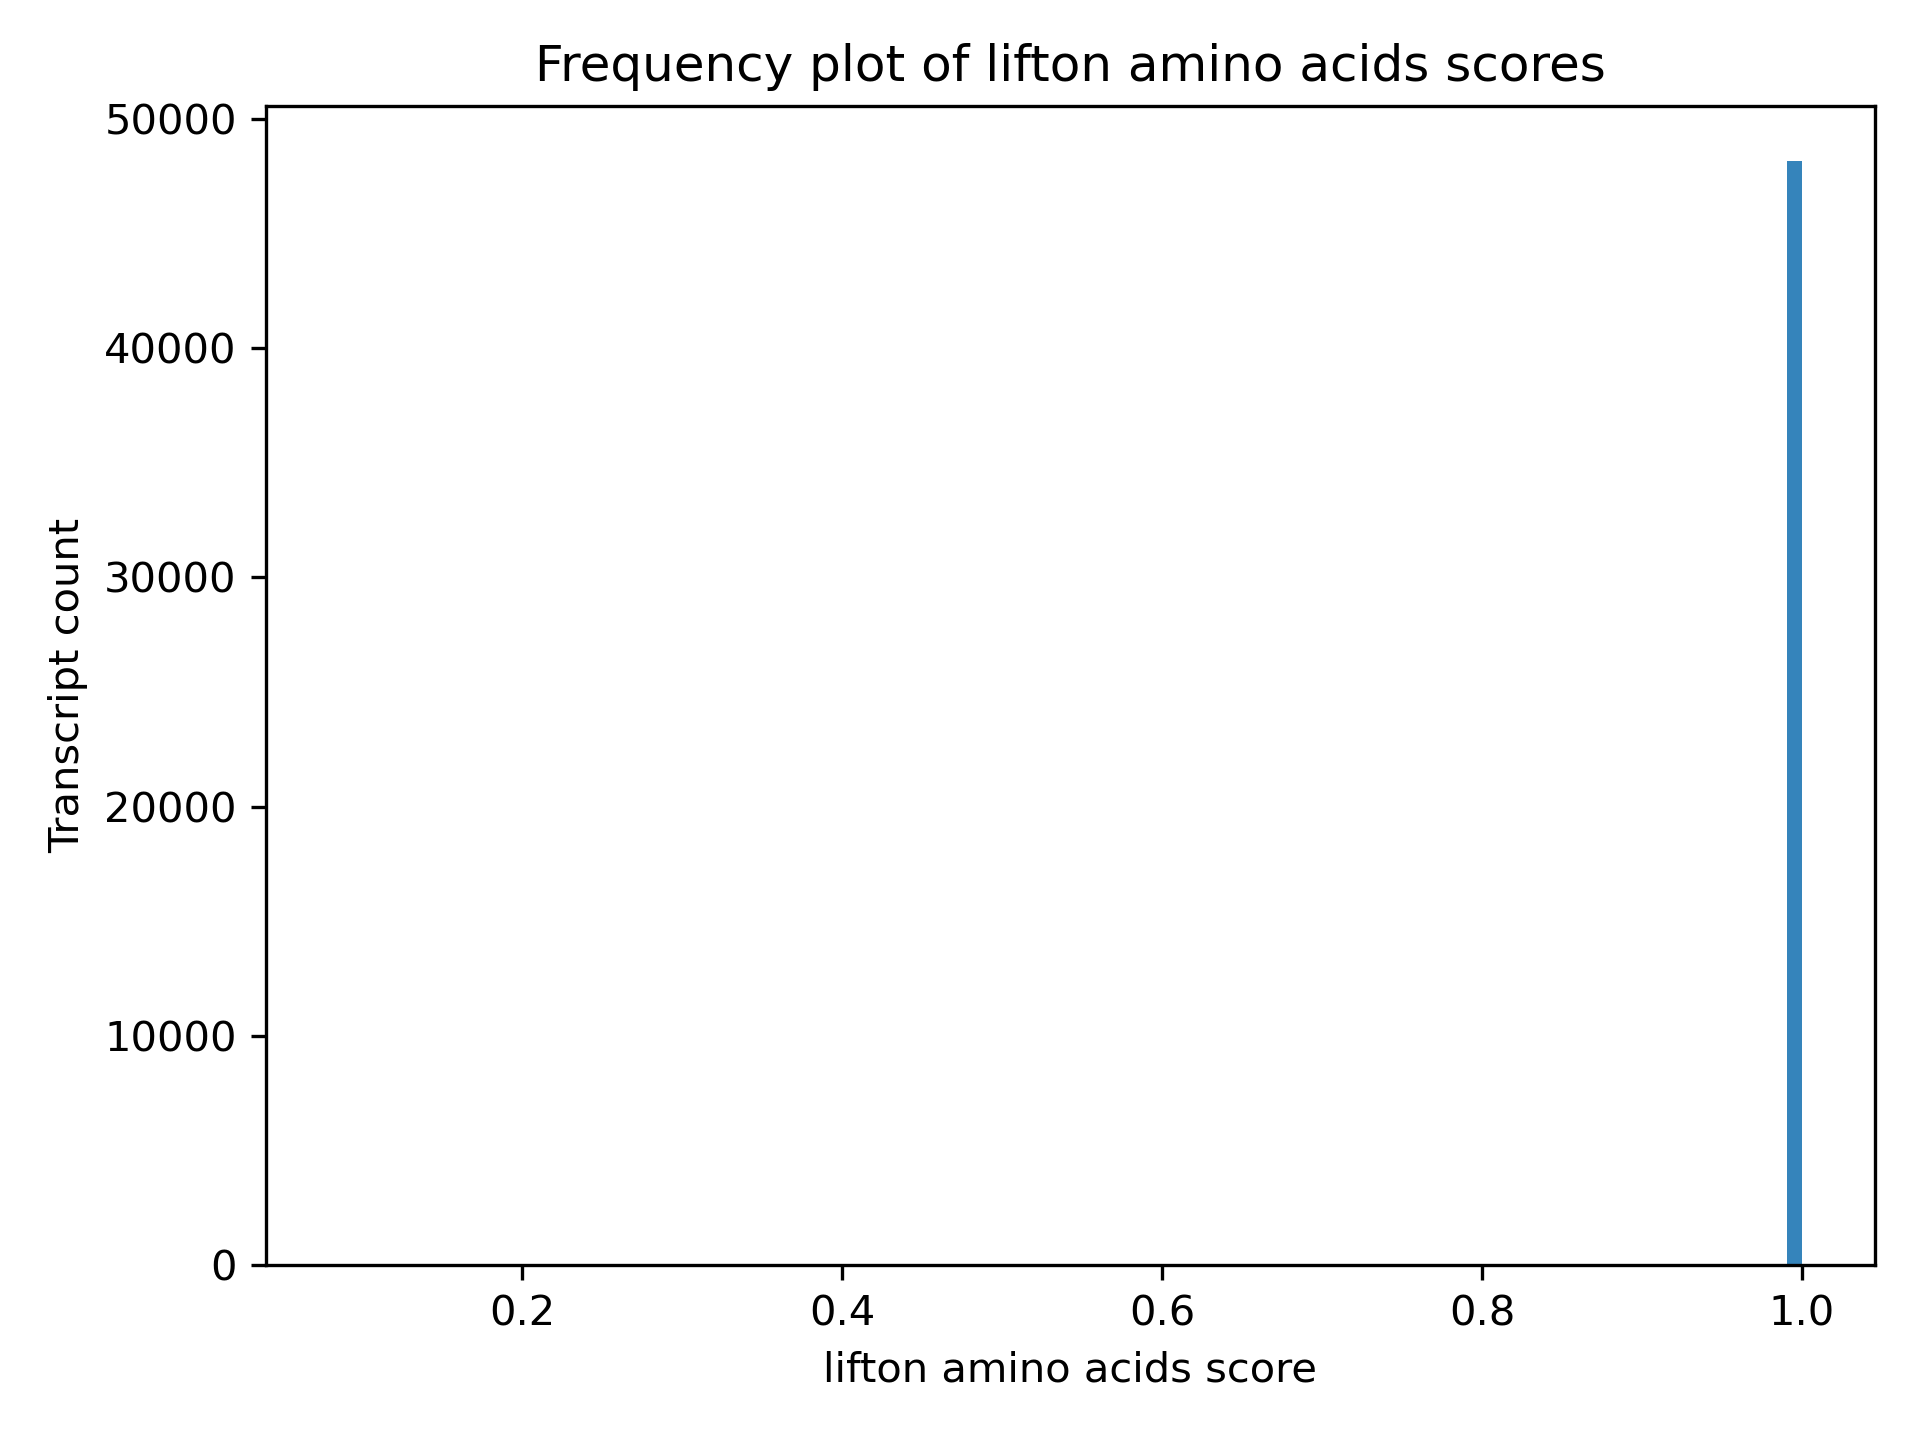 Frequency plot of lifton amino acids scores
50000
40000
30000
20000
10000
0
Transcript count
0.2 0.4 0.6 0.8 1.0
lifton amino acids score